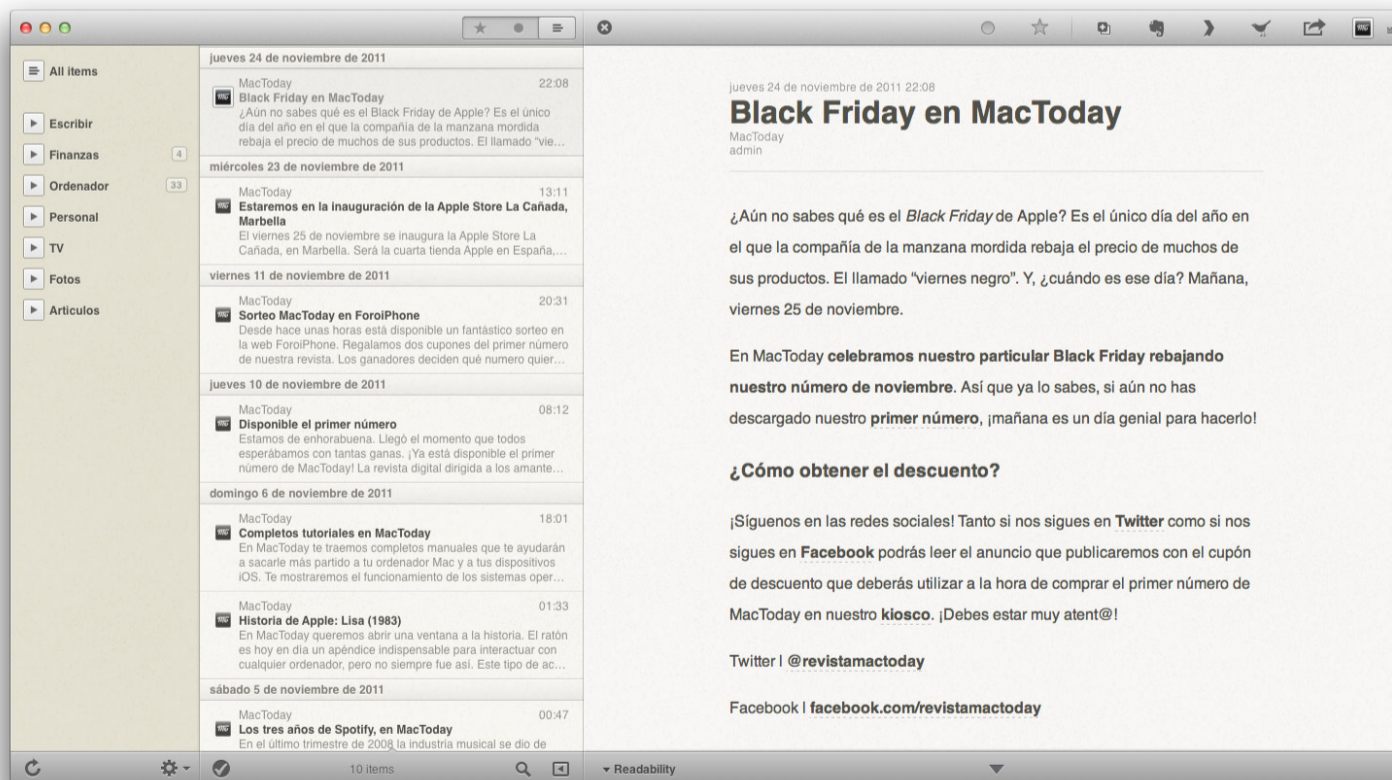 All items
Escribir
Finanzas
4
Ordenador
33
Personal
TV
Fotos
Articulos
jueves 24 de noviembre de 2011
MacToday 22:08
Black Friday en MacToday
¿Aún no sabes qué es el Black Friday de Apple? Es el único
día del año en el que la compañía de la manzana mordida
rebaja el precio de muchos de sus productos. El llamado “vie…
miércoles 23 de noviembre de 2011
MacToday 13:11
Estaremos en la inauguración de la Apple Store La Cañada,
Marbella
El viernes 25 de noviembre se inaugura la Apple Store La
Cañada, en Marbella. Será la cuarta tienda Apple en España,…
viernes 11 de noviembre de 2011
MacToday 20:31
Sorteo MacToday en ForoiPhone
Desde hace unas horas está disponible un fantástico sorteo en
la web ForoiPhone. Regalamos dos cupones del primer número
de nuestra revista. Los ganadores deciden qué numero quier…
jueves 10 de noviembre de 2011
MacToday 08:12
Disponible el primer número
Estamos de enhorabuena. Llegó el momento que todos
esperábamos con tantas ganas. ¡Ya está disponible el primer
número de MacToday! La revista digital dirigida a los amante…
domingo 6 de noviembre de 2011
MacToday 18:01
Completos tutoriales en MacToday
En MacToday te traemos completos manuales que te ayudarán
a sacarle más partido a tu ordenador Mac y a tus dispositivos
iOS. Te mostraremos el funcionamiento de los sistemas oper…
MacToday 01:33
Historia de Apple: Lisa (1983)
En MacToday queremos abrir una ventana a la historia. El ratón
es hoy en día un apéndice indispensable para interactuar con
cualquier ordenador, pero no siempre fue así. Este tipo de ac…
sábado 5 de noviembre de 2011
MacToday 00:47
Los tres años de Spotify, en MacToday
En el último trimestre de 2008 la industria musical se dio de
10 items
jueves 24 de noviembre de 2011 22:08
Black Friday en MacToday
MacToday
admin
¿Aún no sabes qué es el Black Friday de Apple? Es el único día del año en
el que la compañía de la manzana mordida rebaja el precio de muchos de
sus productos. El llamado “viernes negro”. Y, ¿cuándo es ese día? Mañana,
viernes 25 de noviembre.
En MacToday celebramos nuestro particular Black Friday rebajando
nuestro número de noviembre. Así que ya lo sabes, si aún no has
descargado nuestro primer número, ¡mañana es un día genial para hacerlo!
¿Cómo obtener el descuento?
¡Síguenos en las redes sociales! Tanto si nos sigues en Twitter como si nos
sigues en Facebook podrás leer el anuncio que publicaremos con el cupón
de descuento que deberás utilizar a la hora de comprar el primer número de
MacToday en nuestro kiosco. ¡Debes estar muy atent@!
Twitter | @revistamactoday
Facebook | facebook.com/revistamactoday
Readability